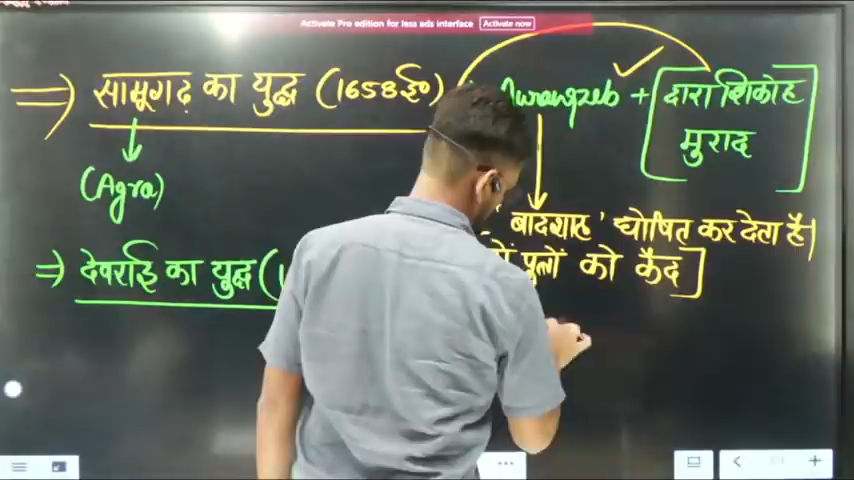 Activate Pro edition for less ads interface Activate now
⇒ सामूगढ़ का युद्ध (1658ई०) Aurangzeb + [दारा शिकोह
मुराद]
(Agra)
बादशाह' घोषित कर देता है।
⇒ देवराई का युद्ध ( पुत्रों को कैद]